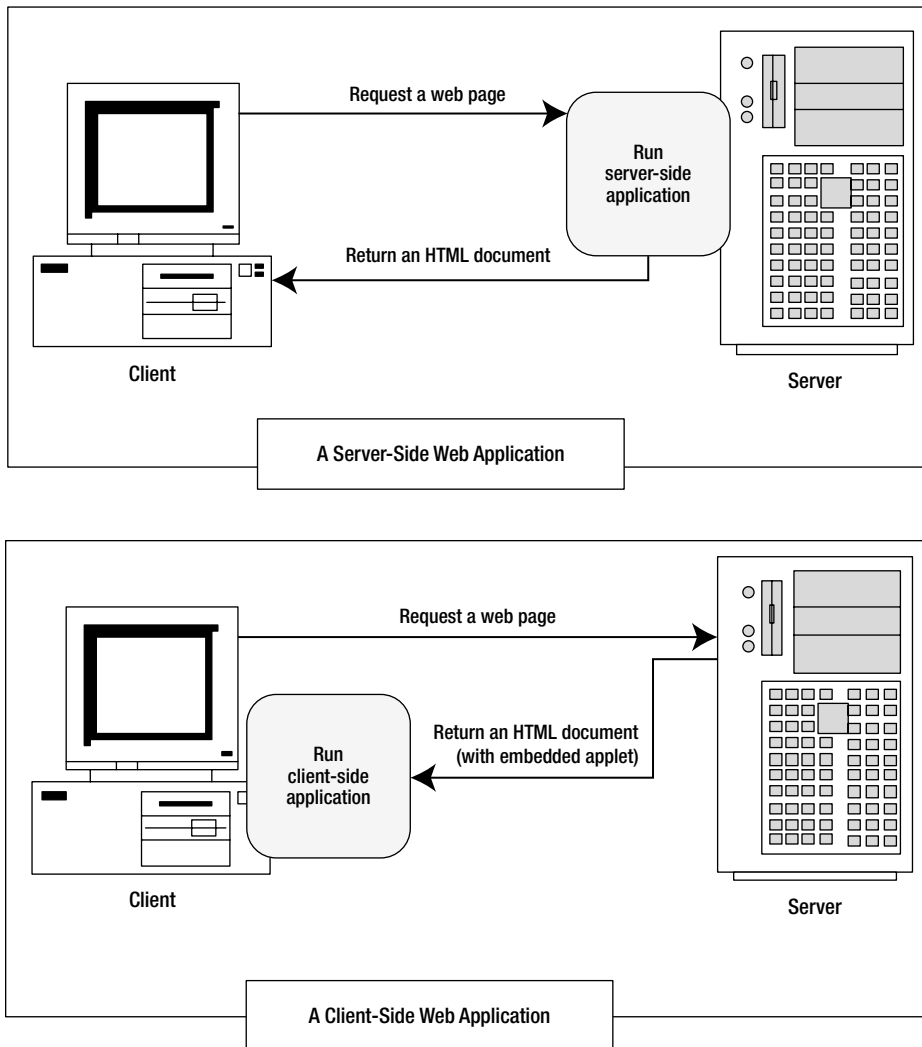 Request a web page
Run
server-side
application
Return an HTML document
Client
Server
A Server-Side Web Application
Request a web page
Return an HTML document
(with embedded applet)
Run
client-side
application
Client
Server
A Client-Side Web Application